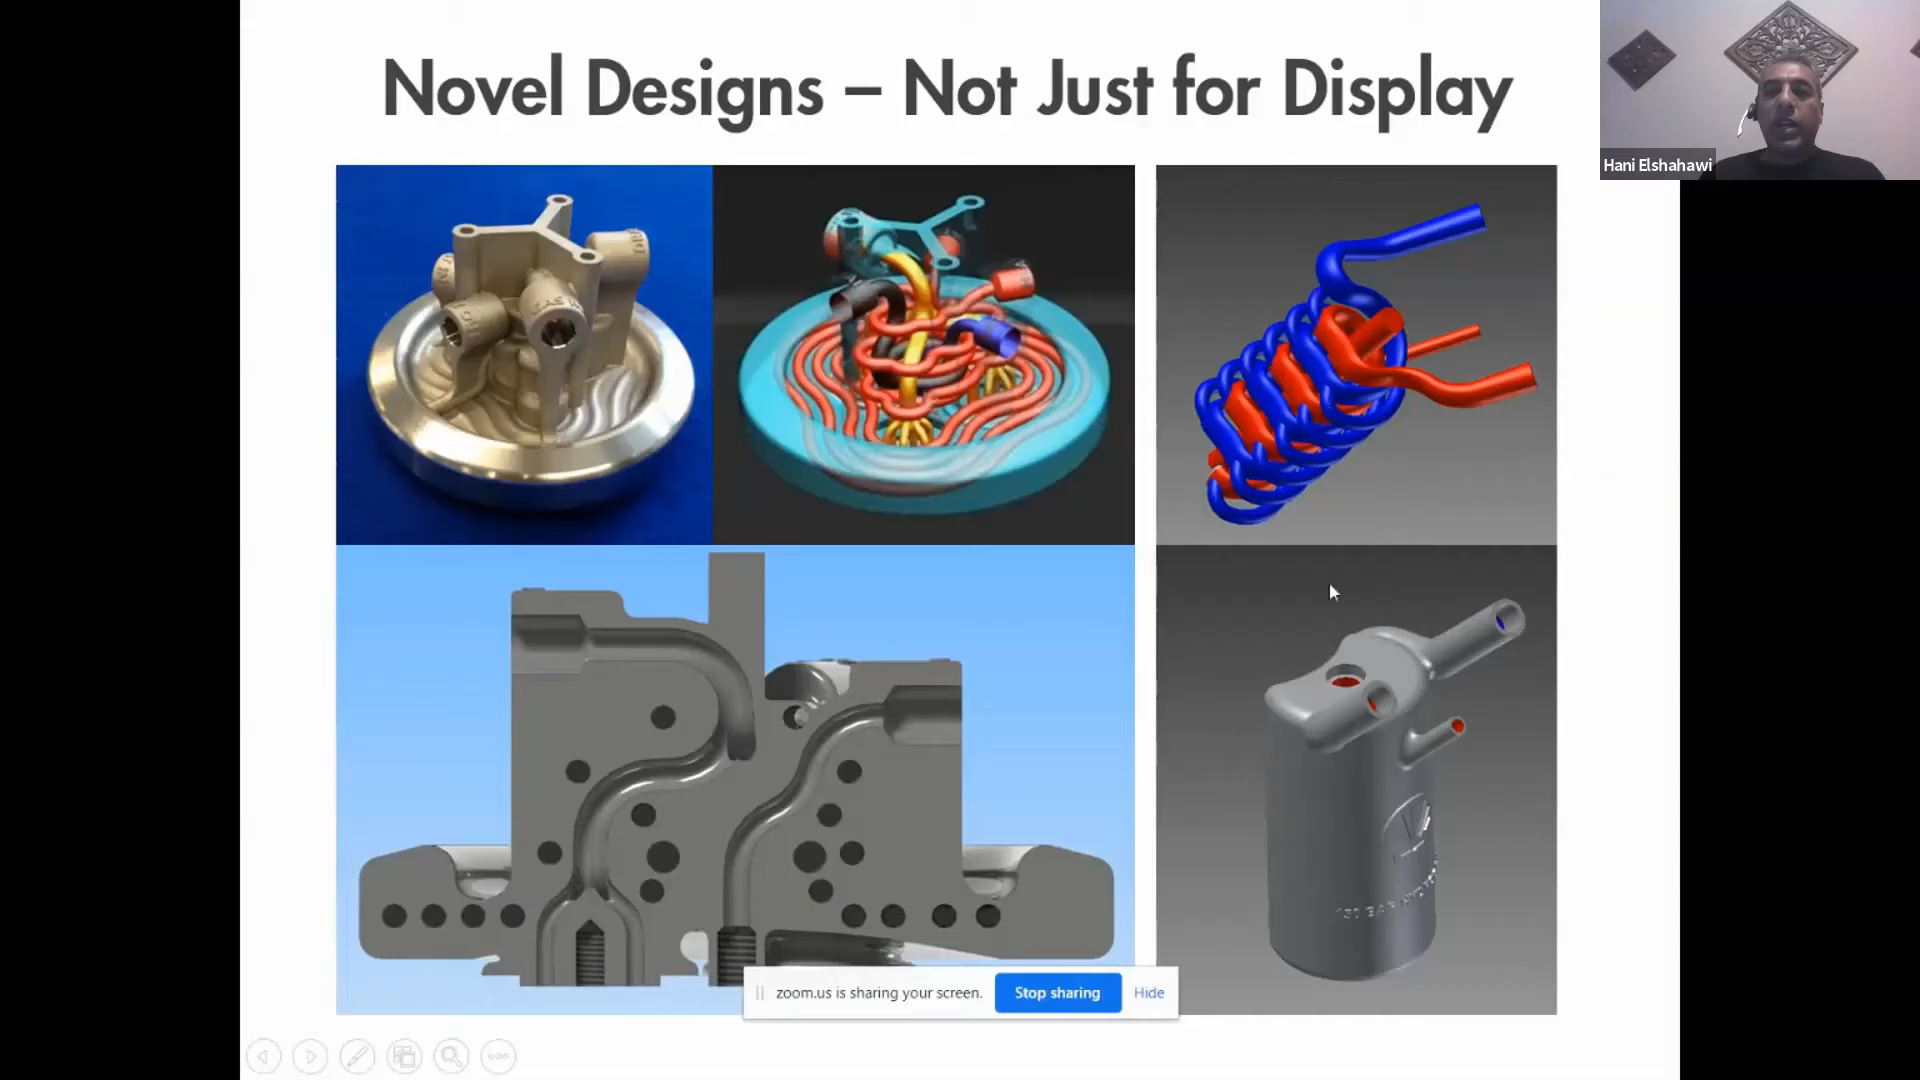 Novel Designs – Not Just for Display
Hani Elshahawi
zoom.us is sharing your screen.
Stop sharing
Hide